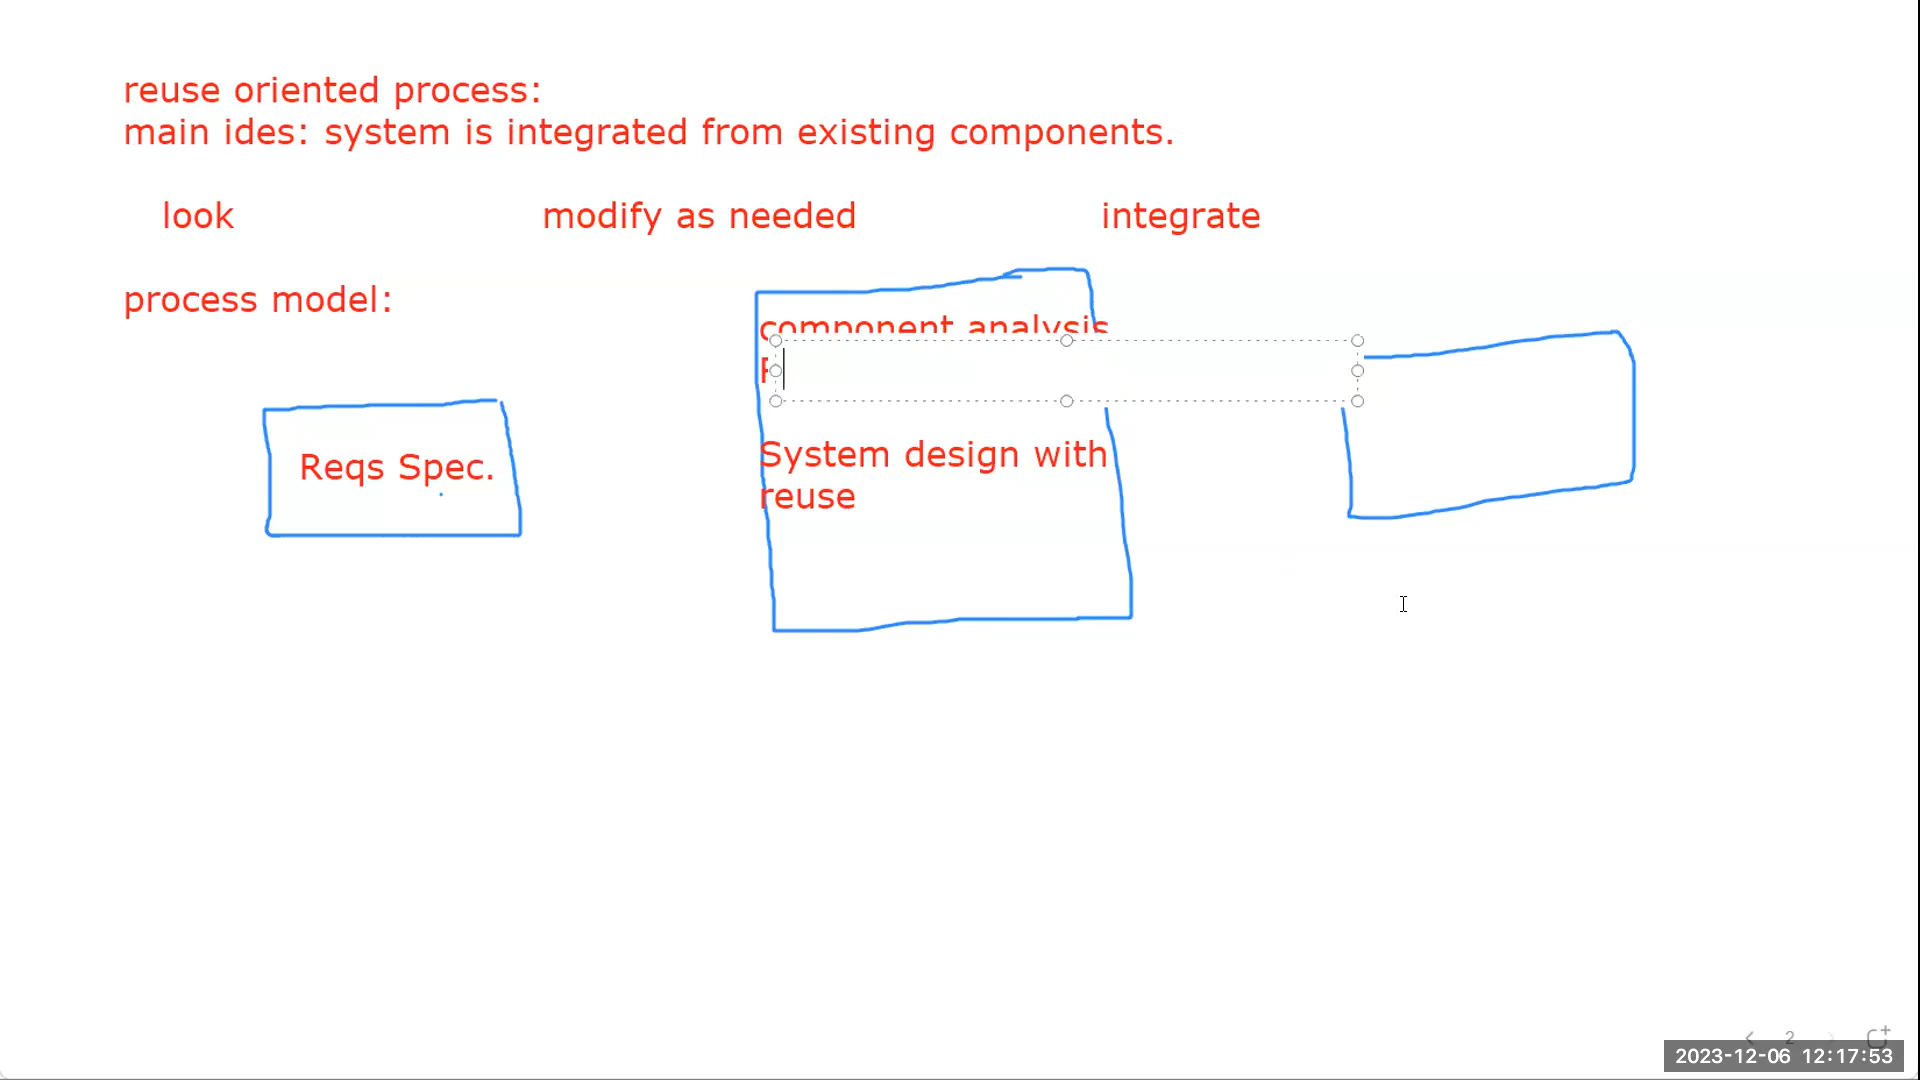 reuse oriented process:
main ides: system is integrated from existing components.
look modify as needed integrate
process model:
component analysis
Reqs Spec.
System design with
reuse
2
2023-12-06 12:17:53